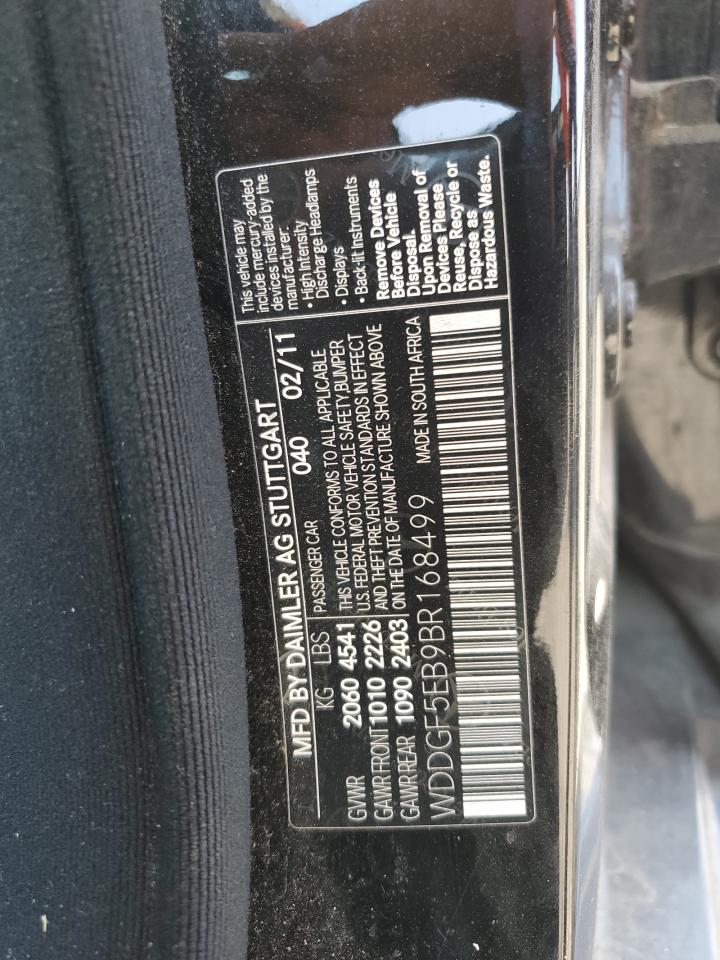 MFD BY DAIMLER AG STUTTGART
KG LBS 040 02/11
PASSENGER CAR
GVWR 2060 4541
GAWR FRONT 1010 2226
GAWR REAR 1090 2403
THIS VEHICLE CONFORMS TO ALL APPLICABLE
U.S. FEDERAL MOTOR VEHICLE SAFETY BUMPER
AND THEFT PREVENTION STANDARDS IN EFFECT
ON THE DATE OF MANUFACTURE SHOWN ABOVE
WDDGF5EB9BR168499 MADE IN SOUTH AFRICA
This vehicle may
include mercury-added
devices installed by the
manufacturer:
• High Intensity
Discharge Headlamps
• Displays
• Back-lit Instruments
Remove Devices
Before Vehicle
Disposal.
Upon Removal of
Devices Please
Reuse, Recycle or
Dispose as
Hazardous Waste.